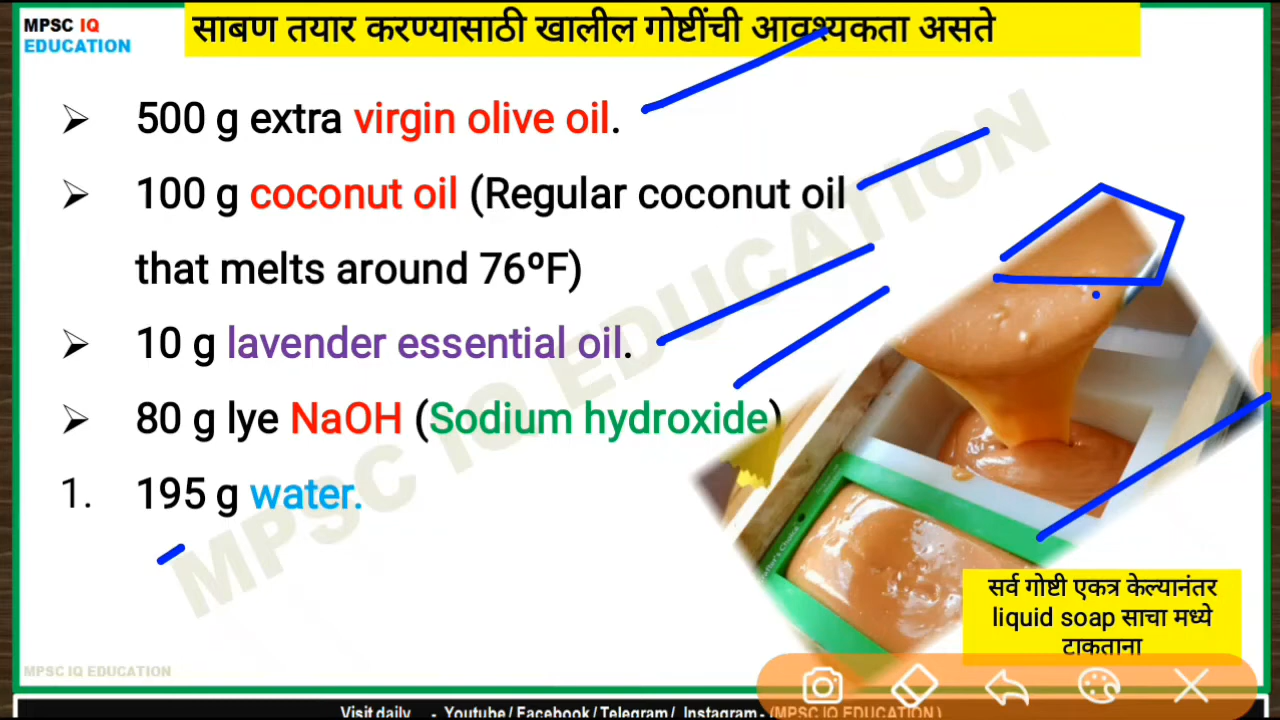 MPSC IQ
EDUCATION
साबण तयार करण्यासाठी खालील गोष्टींची आवश्यकता असते
➢ 500 g extra virgin olive oil.
➢ 100 g coconut oil (Regular coconut oil
that melts around 76ºF)
➢ 10 g lavender essential oil.
➢ 80 g lye NaOH (Sodium hydroxide)
1. 195 g water.
MPSC IQ EDUCATION
सर्व गोष्टी एकत्र केल्यानंतर
liquid soap साचा मध्ये
टाकताना
MPSC IQ EDUCATION
Visit daily - Youtube / Facebook / Telegram / Instagram - (MPSC IQ EDUCATION)